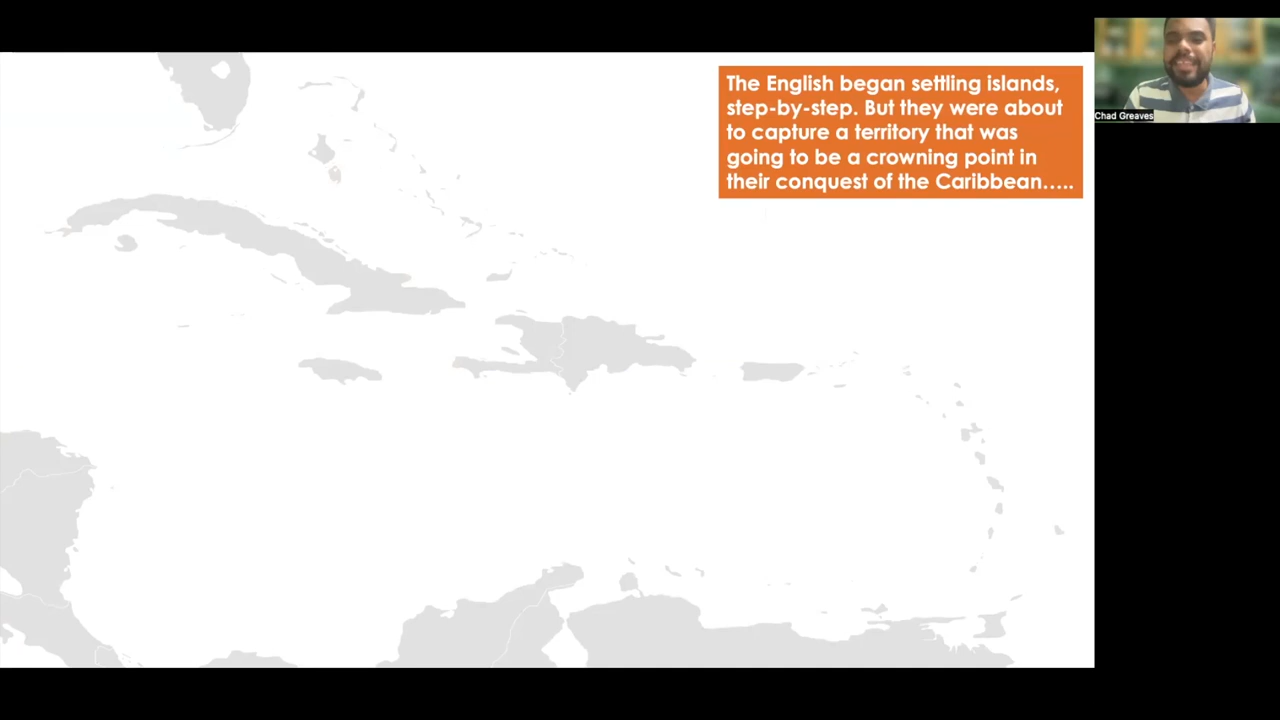 The English began settling islands,
step-by-step. But they were about
to capture a territory that was
going to be a crowning point in
their conquest of the Caribbean.....
Chad Greaves